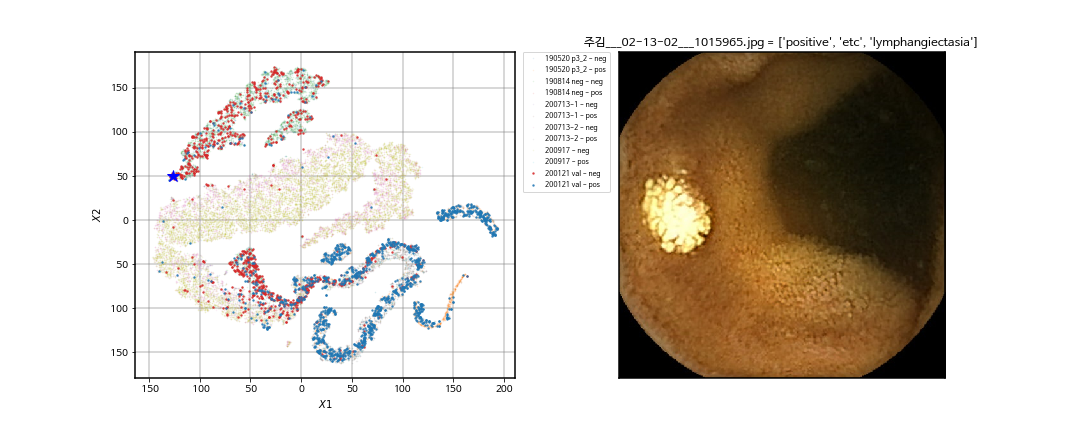 주김___02-13-02___1015965.jpg = ['positive', 'etc', 'lymphangiectasia']
190520 p3_2 - neg
190520 p3_2 - pos
190814 neg - neg
190814 neg - pos
200713-1 - neg
200713-1 - pos
200713-2 - neg
200713-2 - pos
200917 - neg
200917 - pos
200121 val - neg
200121 val - pos
150
100
50
0
50
100
150
X2
150 100 50 0 50 100 150 200
X1